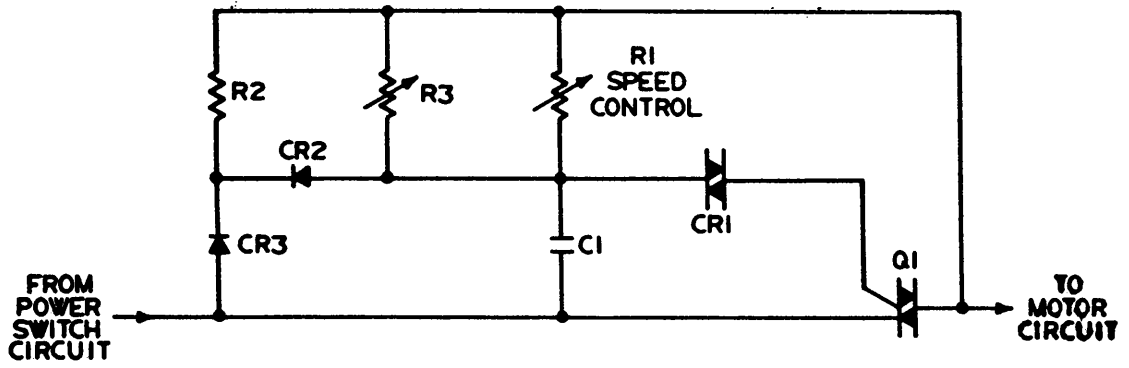 R2
R3
R1
SPEED
CONTROL
CR2
CR1
CR3
C1
Q1
FROM
POWER
SWITCH
CIRCUIT
TO
MOTOR
CIRCUIT